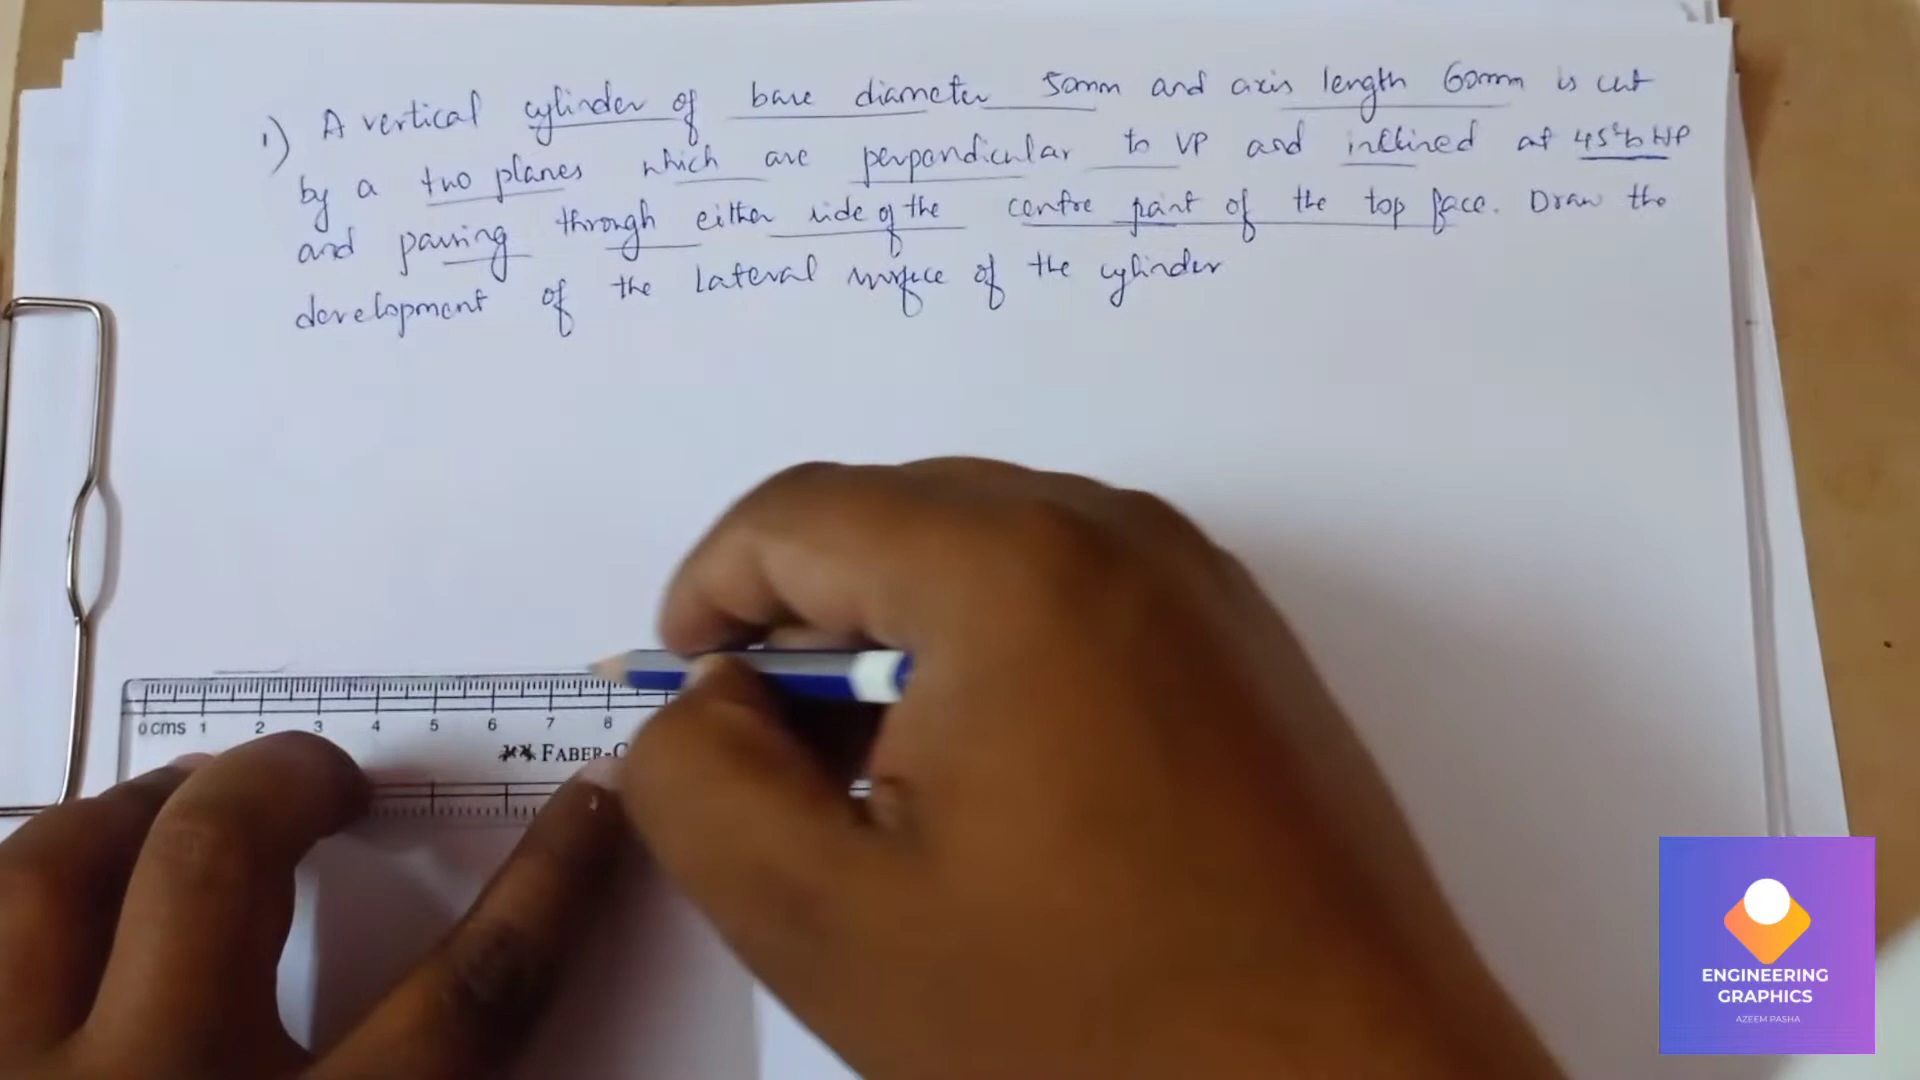 1) A vertical cylinder of base diameter 50mm and axis length 60mm is cut
by a two planes which are perpendicular to VP and inclined at 45° to HP
and passing through either side of the centre point of the top face. Draw the
development of the lateral surface of the cylinder
0 cms 1 2 3 4 5 6 7 8
FABER-C
ENGINEERING
GRAPHICS
AZEEM PASHA